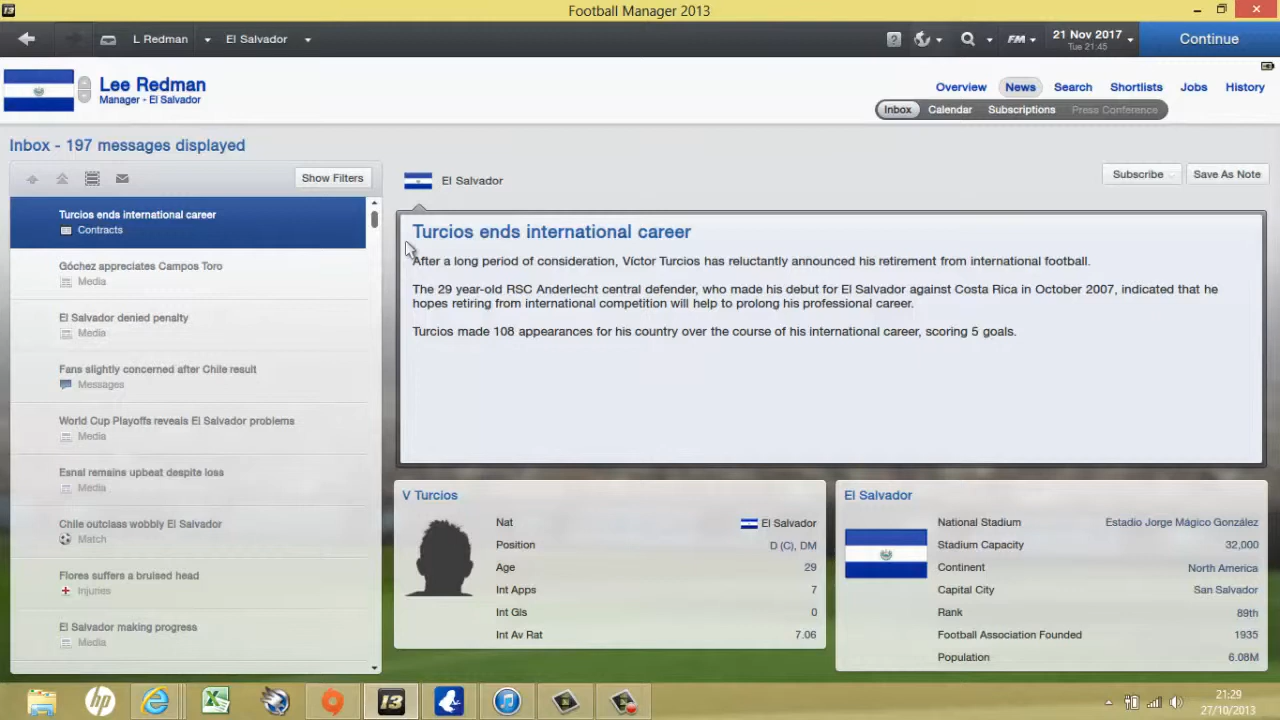 13
Football Manager 2013
L Redman
El Salvador
?
FM
21 Nov 2017
Tue 21:45
Continue
Lee Redman
Manager - El Salvador
Overview
News
Search
Shortlists
Jobs
History
Inbox
Calendar
Subscriptions
Press Conference
Inbox - 197 messages displayed
Show Filters
Turcios ends international career
Contracts
Góchez appreciates Campos Toro
Media
El Salvador denied penalty
Media
Fans slightly concerned after Chile result
Messages
World Cup Playoffs reveals El Salvador problems
Media
Esnal remains upbeat despite loss
Media
Chile outclass wobbly El Salvador
Match
Flores suffers a bruised head
Injuries
El Salvador making progress
Media
El Salvador
Subscribe
Save As Note
Turcios ends international career
After a long period of consideration, Víctor Turcios has reluctantly announced his retirement from international football.
The 29 year-old RSC Anderlecht central defender, who made his debut for El Salvador against Costa Rica in October 2007, indicated that he
hopes retiring from international competition will help to prolong his professional career.
Turcios made 108 appearances for his country over the course of his international career, scoring 5 goals.
V Turcios
Nat El Salvador
Position D (C), DM
Age 29
Int Apps 7
Int Gls 0
Int Av Rat 7.06
El Salvador
National Stadium Estadio Jorge Mágico González
Stadium Capacity 32,000
Continent North America
Capital City San Salvador
Rank 89th
Football Association Founded 1935
Population 6.08M
hp
13
21:29
27/10/2013